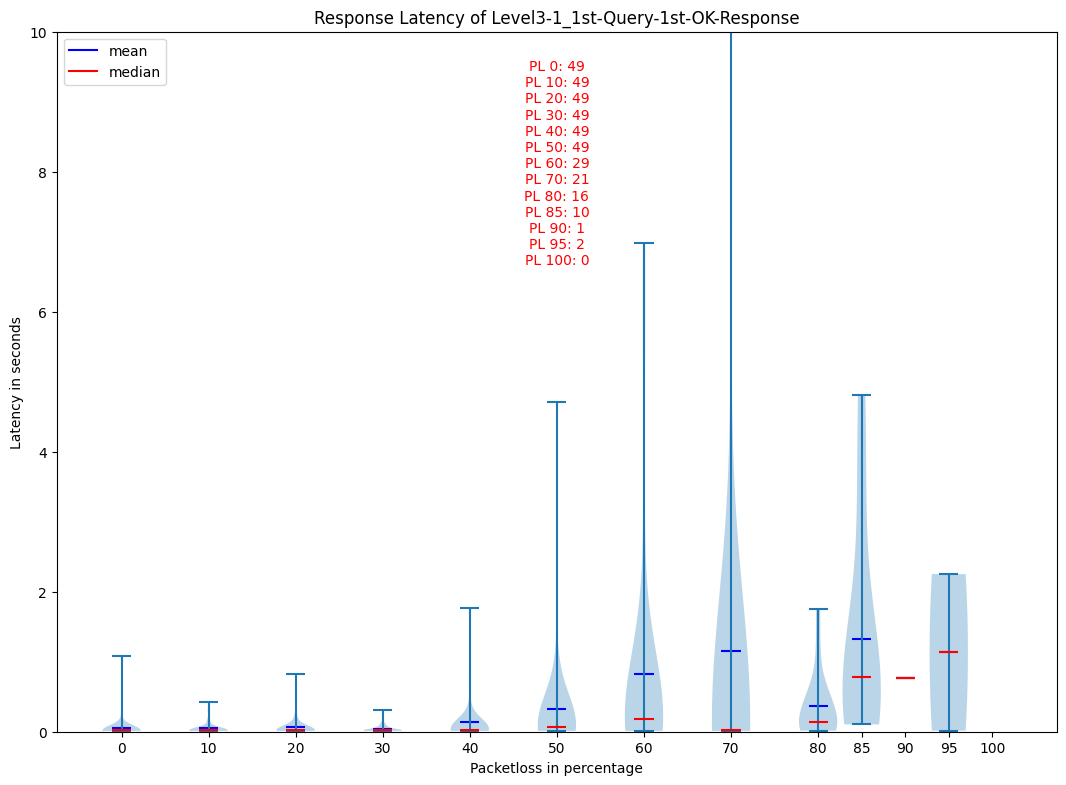 Response Latency of Level3-1_1st-Query-1st-OK-Response
mean
median
PL 0: 49
PL 10: 49
PL 20: 49
PL 30: 49
PL 40: 49
PL 50: 49
PL 60: 29
PL 70: 21
PL 80: 16
PL 85: 10
PL 90: 1
PL 95: 2
PL 100: 0
Latency in seconds
10
8
6
4
2
0
0 10 20 30 40 50 60 70 80 85 90 95 100
Packetloss in percentage